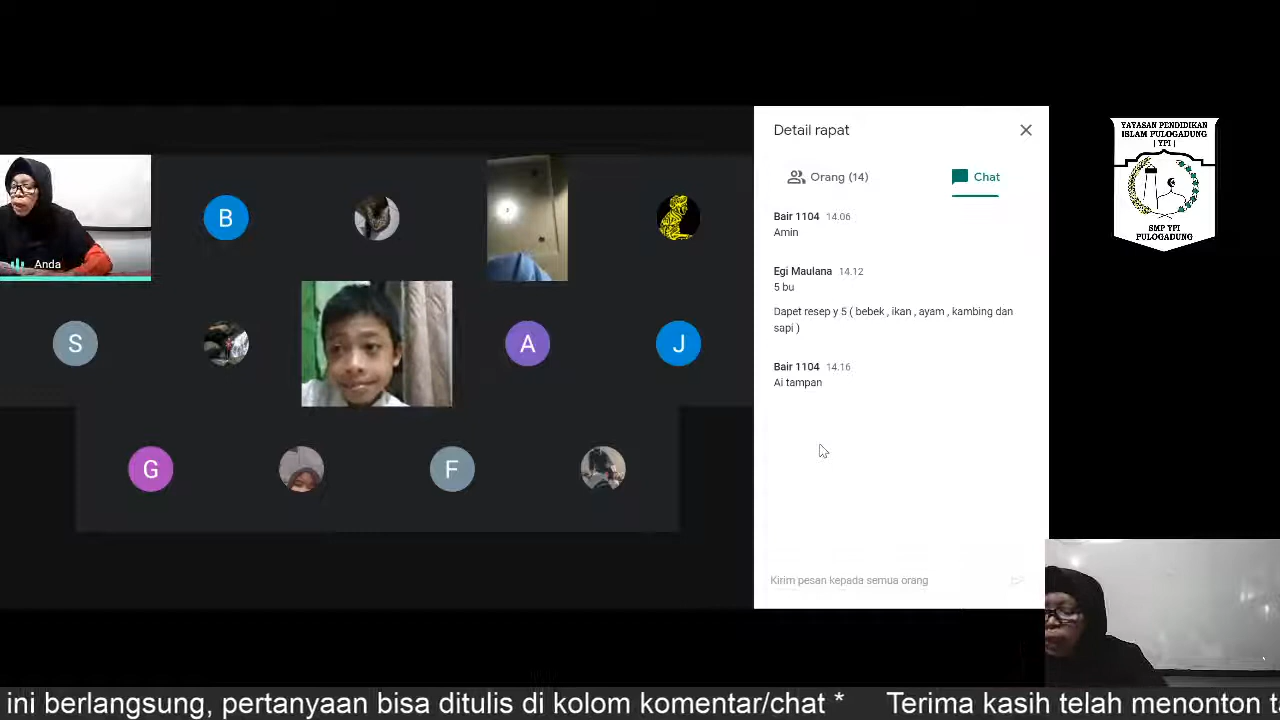 Detail rapat
Orang (14)
Chat
Bair 1104 14.06
Amin
Egi Maulana 14.12
5 bu
Dapet resep y 5 ( bebek , ikan , ayam , kambing dan
sapi )
Bair 1104 14.16
Ai tampan
Kirim pesan kepada semua orang
Anda
B
S
A
J
G
F
YAYASAN PENDIDIKAN
ISLAM PULOGADUNG
( YPI )
SMP YPI
PULOGADUNG
ini berlangsung, pertanyaan bisa ditulis di kolom komentar/chat * Terima kasih telah menonton ta